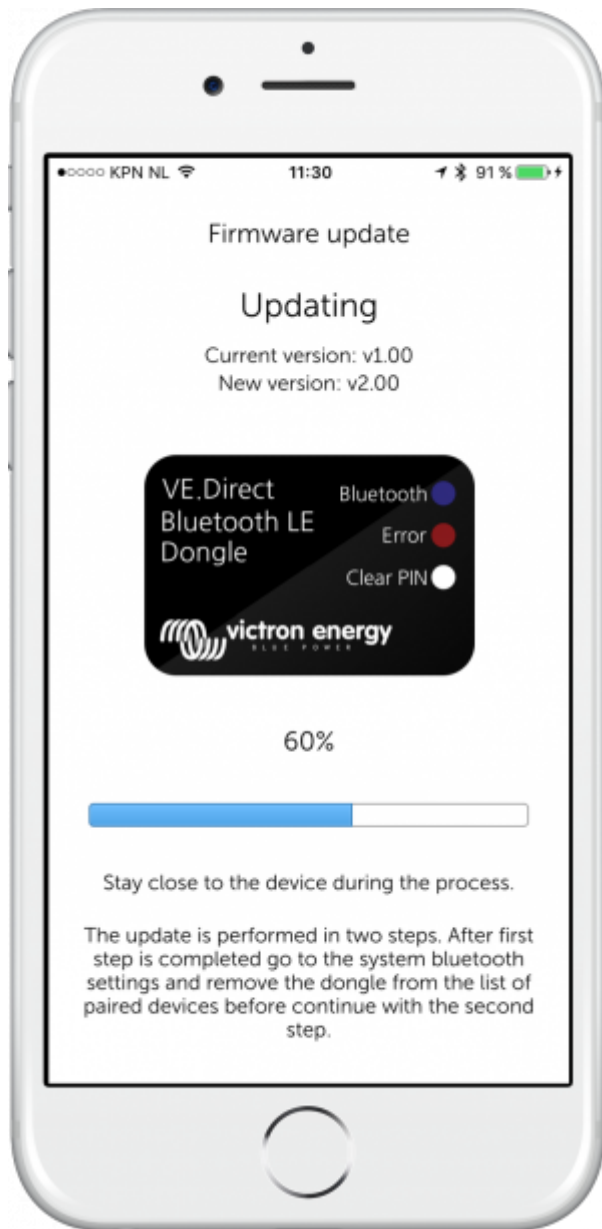 KPN NL 11:30 91 %
Firmware update
Updating
Current version: v1.00
New version: v2.00
VE.Direct
Bluetooth LE
Dongle
Bluetooth
Error
Clear PIN
victron energy
BLUE POWER
60%
Stay close to the device during the process.
The update is performed in two steps. After first
step is completed go to the system bluetooth
settings and remove the dongle from the list of
paired devices before continue with the second
step.